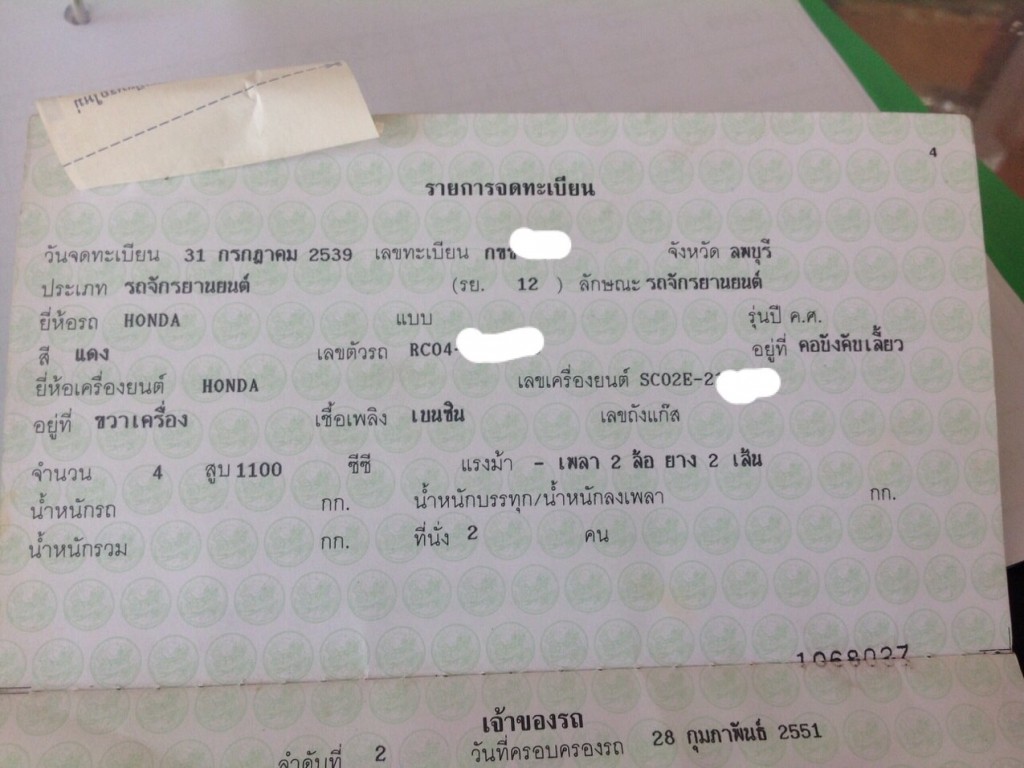 4
รายการจดทะเบียน
วันจดทะเบียน 31 กรกฎาคม 2539 เลขทะเบียน กขช จังหวัด ลพบุรี
ประเภท รถจักรยานยนต์ (รย. 12 ) ลักษณะ รถจักรยานยนต์
ยี่ห้อรถ HONDA แบบ รุ่นปี ค.ศ.
สี แดง เลขตัวรถ RC04- อยู่ที่ คอบังคับเลี้ยว
ยี่ห้อเครื่องยนต์ HONDA เลขเครื่องยนต์ SC02E-2
อยู่ที่ ขวาเครื่อง เชื้อเพลิง เบนซิน เลขถังแก๊ส
จำนวน 4 สูบ 1100 ซีซี แรงม้า - เพลา 2 ล้อ ยาง 2 เส้น
น้ำหนักรถ กก. น้ำหนักบรรทุก/น้ำหนักลงเพลา กก.
น้ำหนักรวม กก. ที่นั่ง 2 คน
1068027
เจ้าของรถ
ลำดับที่ 2 วันที่ครอบครองรถ 28 กุมภาพันธ์ 2551